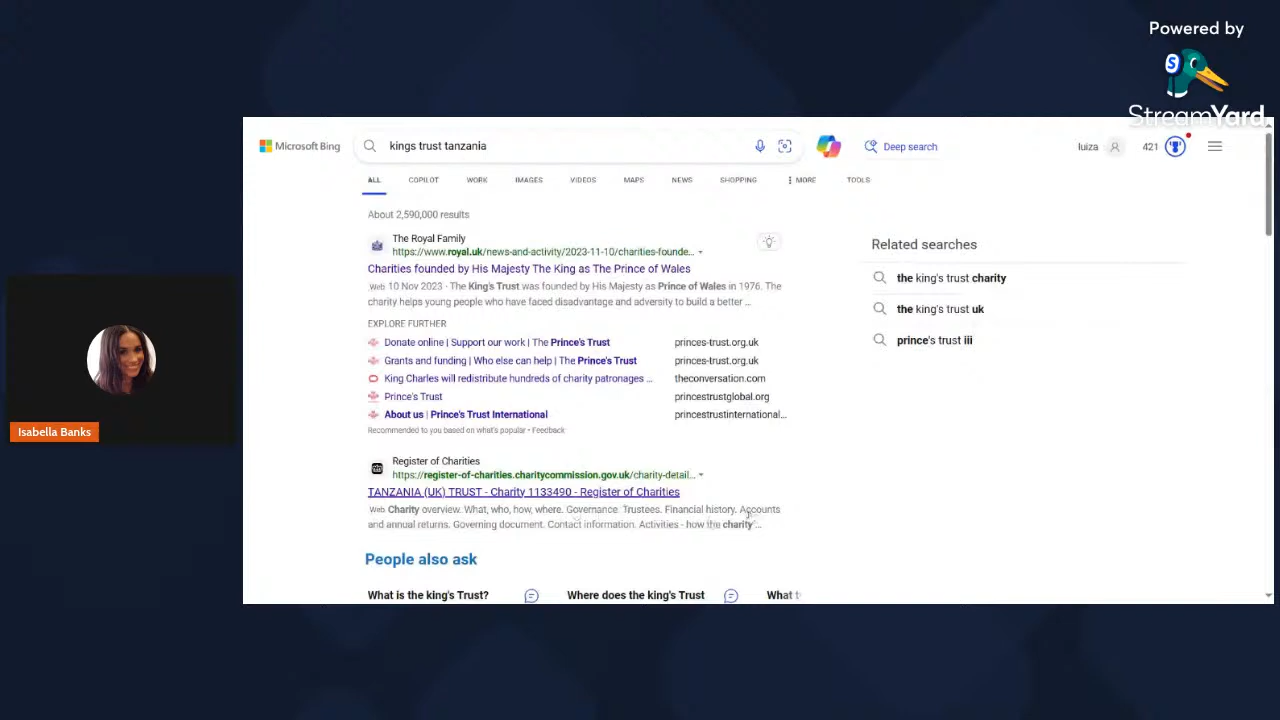 Powered by
StreamYard
Microsoft Bing
kings trust tanzania
Deep search
luiza
421
ALL COPILOT WORK IMAGES VIDEOS MAPS NEWS SHOPPING MORE TOOLS
About 2,590,000 results
The Royal Family
https://www.royal.uk/news-and-activity/2023-11-10/charities-founde...
Charities founded by His Majesty The King as The Prince of Wales
Web 10 Nov 2023 · The King's Trust was founded by His Majesty as Prince of Wales in 1976. The
charity helps young people who have faced disadvantage and adversity to build a better ...
EXPLORE FURTHER
Donate online | Support our work | The Prince's Trust princes-trust.org.uk
Grants and funding | Who else can help | The Prince's Trust princes-trust.org.uk
King Charles will redistribute hundreds of charity patronages ... theconversation.com
Prince's Trust princestrustglobal.org
About us | Prince's Trust International princestrustinternational...
Recommended to you based on what's popular • Feedback
Register of Charities
https://register-of-charities.charitycommission.gov.uk/charity-detail...
TANZANIA (UK) TRUST - Charity 1133490 - Register of Charities
Web Charity overview. What, who, how, where. Governance. Trustees. Financial history. Accounts
and annual returns. Governing document. Contact information. Activities - how the charity ...
People also ask
What is the king's Trust? Where does the king's Trust What
Related searches
the king's trust charity
the king's trust uk
prince's trust iii
Isabella Banks